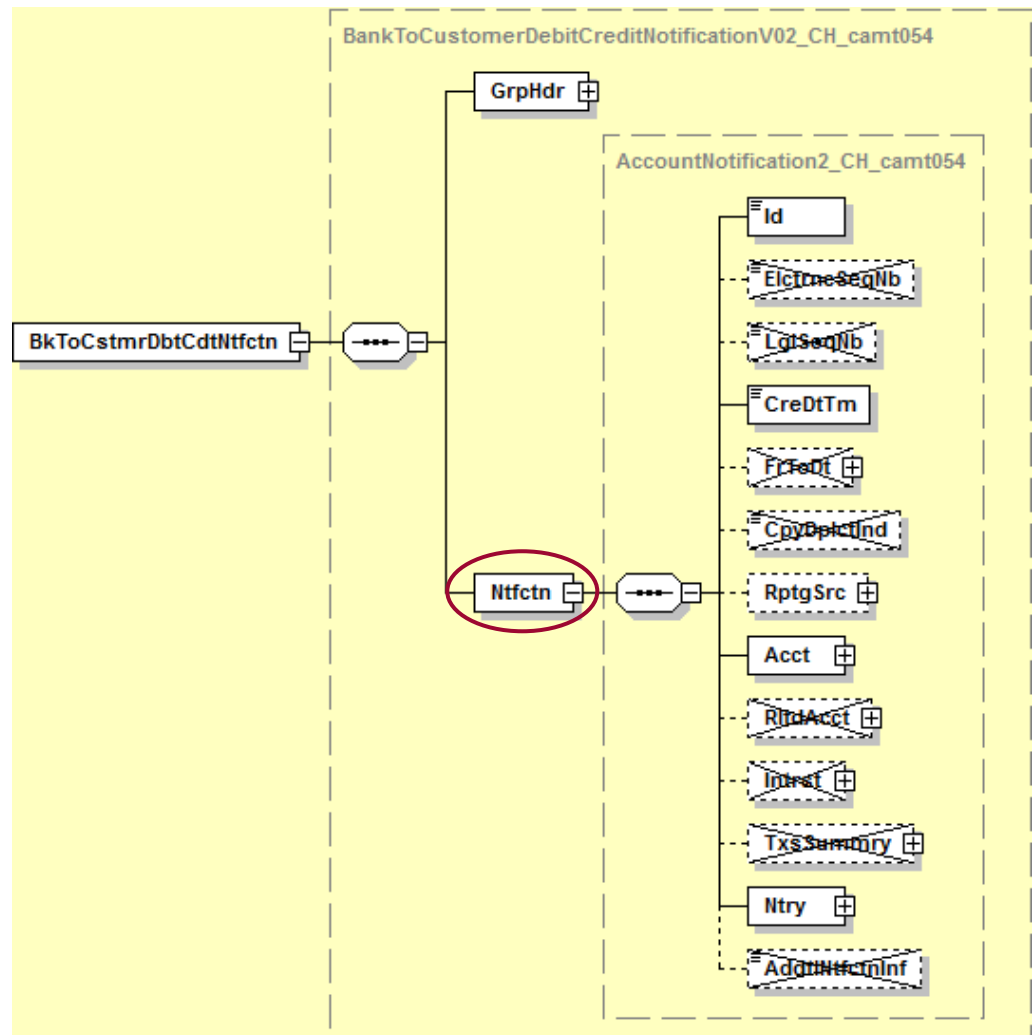 BankToCustomerDebitCreditNotificationV02_CH_camt054
GrpHdr
AccountNotification2_CH_camt054
Id
ElctrncSeqNb
LglSeqNb
BkToCstmrDbtCdtNtfctn
CreDtTm
FrToDt
CpyDplctInd
Ntfctn
RptgSrc
Acct
RltdAcct
Intrst
TxsSummry
Ntry
AddtlNtfctnInf